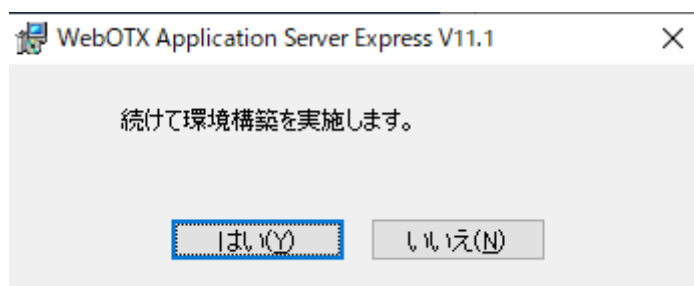 WebOTX Application Server Express V11.1
続けて環境構築を実施します。
はい(Y)
いいえ(N)